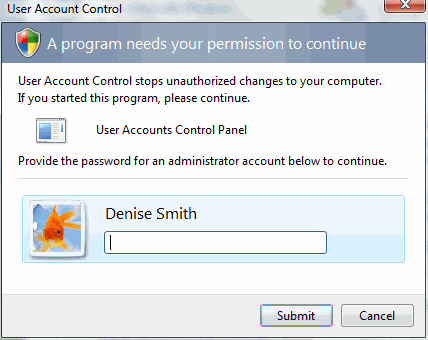 User Account Control
A program needs your permission to continue
User Account Control stops unauthorized changes to your computer.
If you started this program, please continue.
User Accounts Control Panel
Provide the password for an administrator account below to continue.
Denise Smith
Submit
Cancel